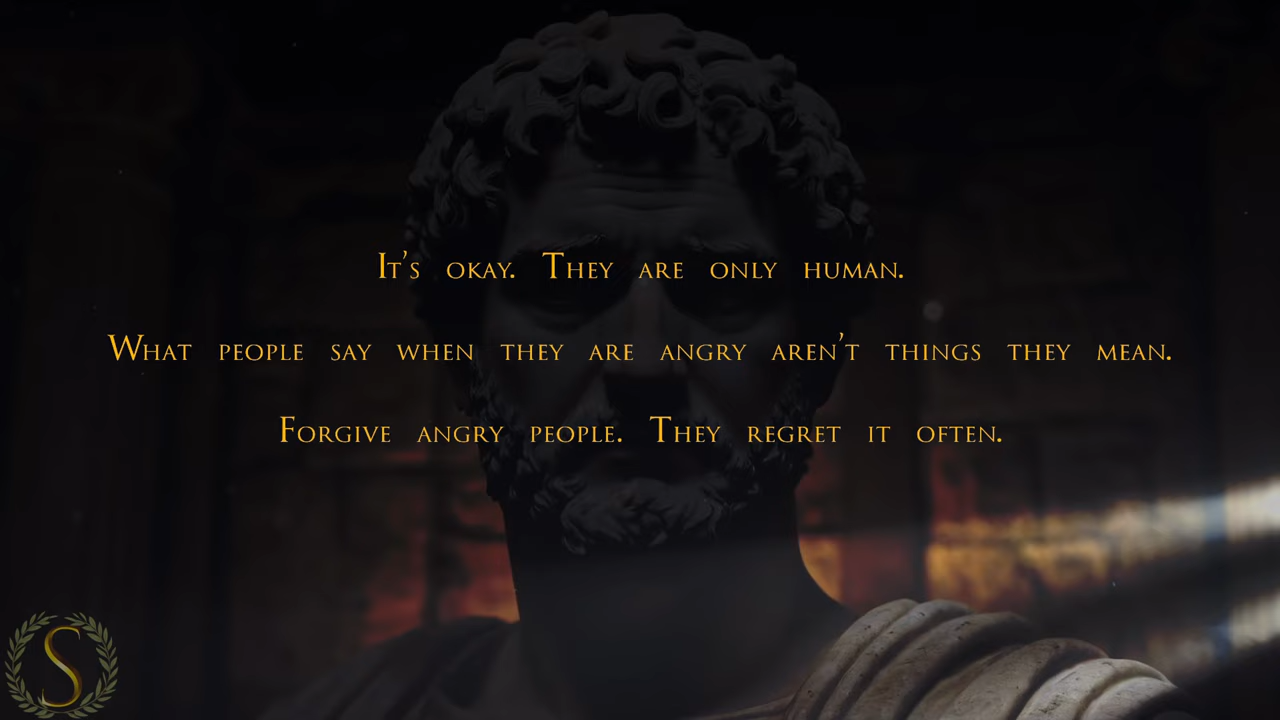 It's okay. They are only human.
What people say when they are angry aren't things they mean.
Forgive angry people. They regret it often.
S